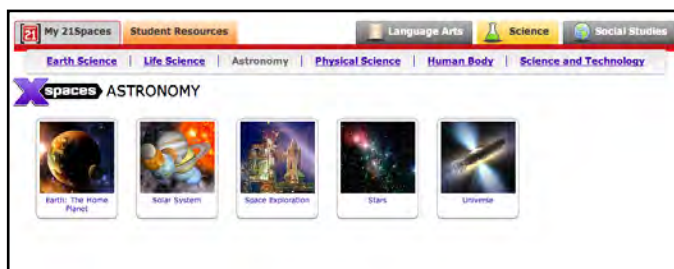 [21] My 21Spaces Student Resources Language Arts Science Social Studies
Earth Science | Life Science | Astronomy | Physical Science | Human Body | Science and Technology
Xspaces ASTRONOMY
Earth: The Home Planet
Solar System
Space Exploration
Stars
Universe